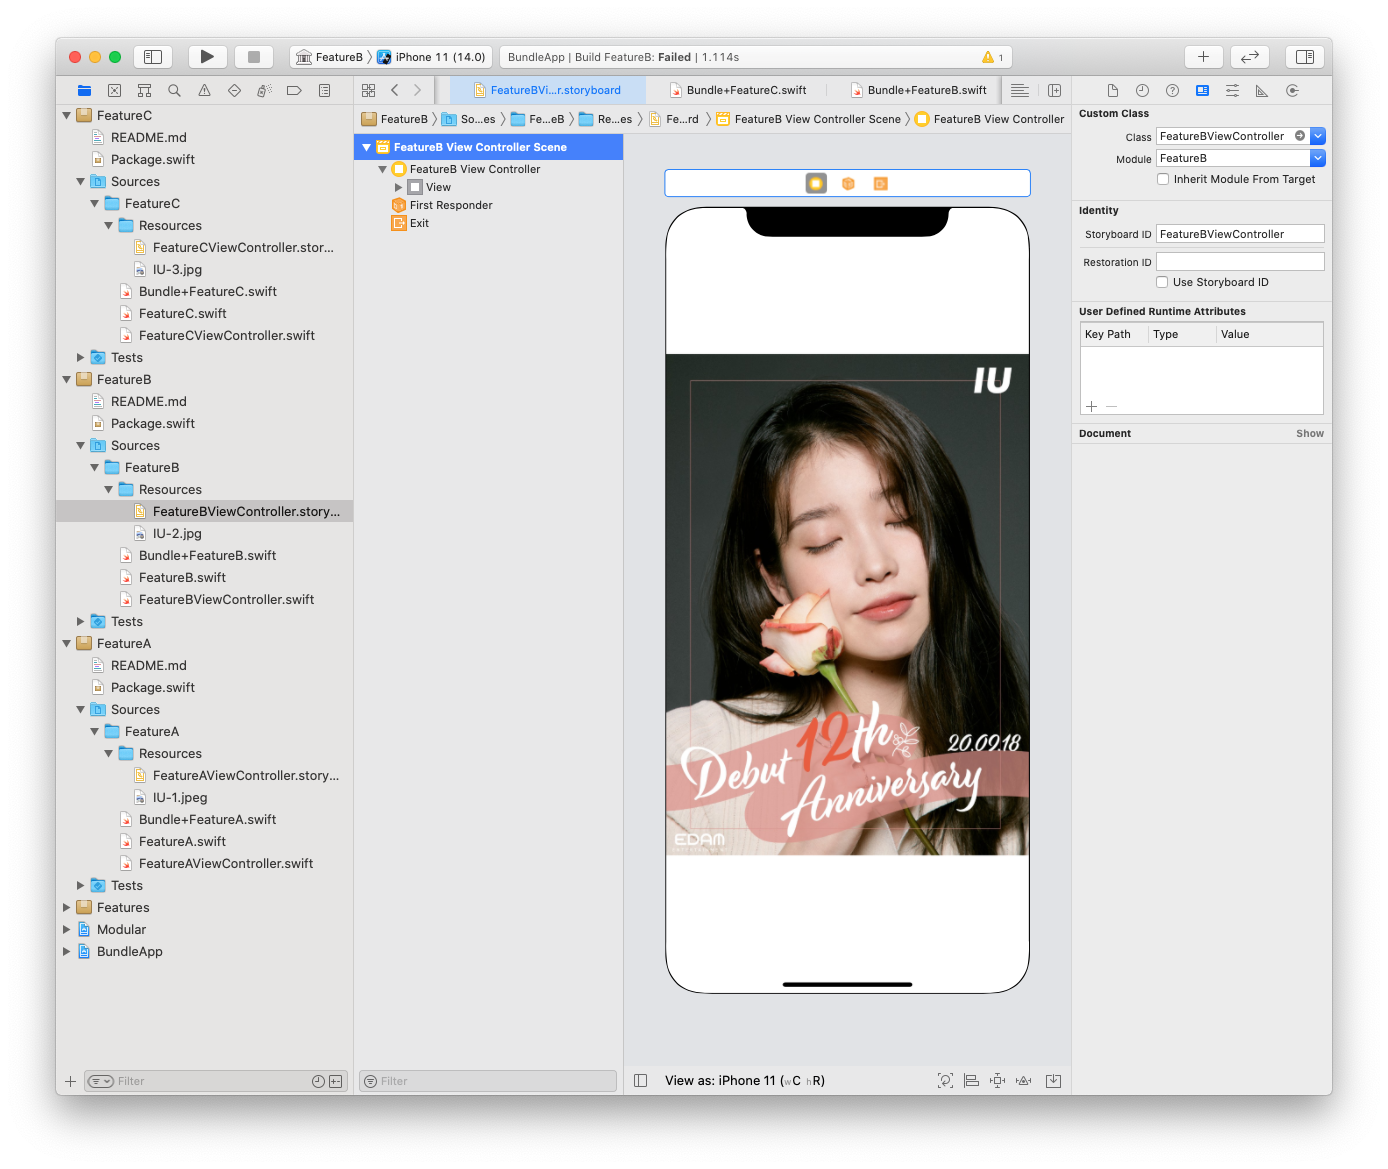 FeatureB
iPhone 11 (14.0)
BundleApp | Build FeatureB: Failed | 1.114s
1
FeatureBVi...r.storyboard
Bundle+FeatureC.swift
Bundle+FeatureB.swift
FeatureB
So...es
Fe...eB
Re...es
Fe...rd
FeatureB View Controller Scene
FeatureB View Controller
FeatureC
README.md
Package.swift
Sources
FeatureC
Resources
FeatureCViewController.stor...
IU-3.jpg
Bundle+FeatureC.swift
FeatureC.swift
FeatureCViewController.swift
Tests
FeatureB
README.md
Package.swift
Sources
FeatureB
Resources
FeatureBViewController.story...
IU-2.jpg
Bundle+FeatureB.swift
FeatureB.swift
FeatureBViewController.swift
Tests
FeatureA
README.md
Package.swift
Sources
FeatureA
Resources
FeatureAViewController.story...
IU-1.jpeg
Bundle+FeatureA.swift
FeatureA.swift
FeatureAViewController.swift
Tests
Features
Modular
BundleApp
Filter
FeatureB View Controller Scene
FeatureB View Controller
View
First Responder
Exit
Filter
IU
Debut 12th
20.09.18
Anniversary
EDAM
View as: iPhone 11 (wC hR)
Custom Class
Class FeatureBViewController
Module FeatureB
Inherit Module From Target
Identity
Storyboard ID FeatureBViewController
Restoration ID
Use Storyboard ID
User Defined Runtime Attributes
Key Path Type Value
Document Show